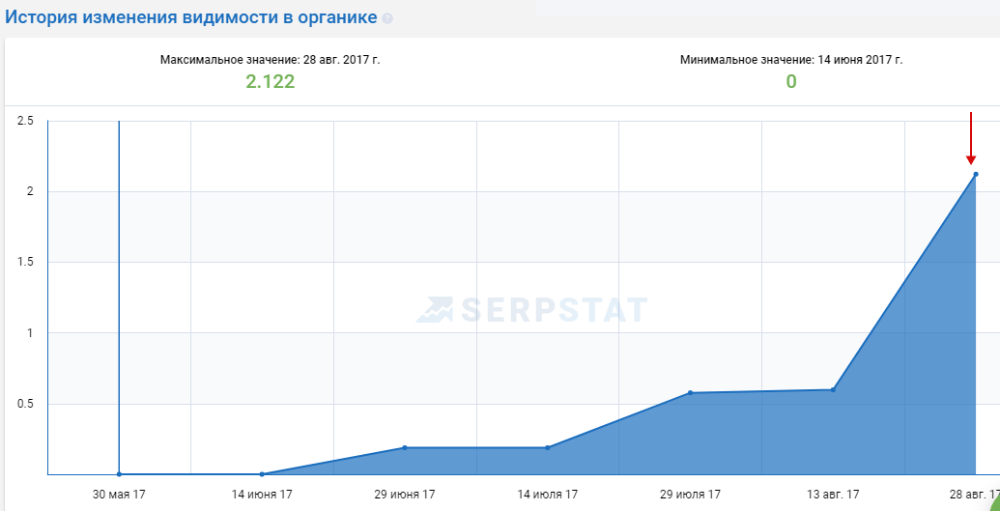 История изменения видимости в органике ?
Максимальное значение: 28 авг. 2017 г.
2.122
Минимальное значение: 14 июня 2017 г.
0
2.5
2
1.5
1
0.5
SERPSTAT
30 мая 17
14 июня 17
29 июня 17
14 июля 17
29 июля 17
13 авг. 17
28 авг. 1